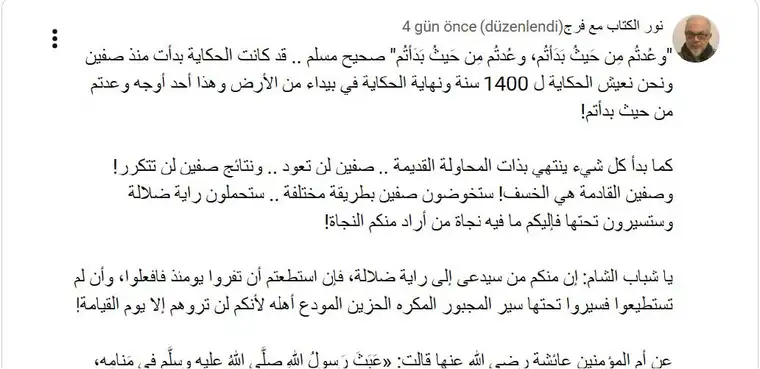 نور الكتاب مع فرج(düzenlendi) 4 gün önce
"وعُدتُم مِن حَيثُ بَدَأتُم، وعُدتُم مِن حَيثُ بَدَأتُم" صحيح مسلم .. قد كانت الحكاية بدأت منذ صفين
ونحن نعيش الحكاية ل 1400 سنة ونهاية الحكاية في بيداء من الأرض وهذا أحد أوجه وعدتم
من حيث بدأتم!
كما بدأ كل شيء ينتهي بذات المحاولة القديمة .. صفين لن تعود .. ونتائج صفين لن تتكرر!
وصفين القادمة هي الخسف! ستخوضون صفين بطريقة مختلفة .. ستحملون راية ضلالة
وستسيرون تحتها فإليكم ما فيه نجاة من أراد منكم النجاة!
يا شباب الشام: إن منكم من سيدعى إلى راية ضلالة، فإن استطعتم أن تفروا يومئذ فافعلوا، وأن لم
تستطيعوا فسيروا تحتها سير المجبور المكره الحزين المودع أهله لأنكم لن تروهم إلا يوم القيامة!
عن أم المؤمنين عائشة رضي الله عنها قالت: «عَبَثَ رَسولُ اللهِ صلَّى اللهُ عليه وسلَّم في مَنامِه،